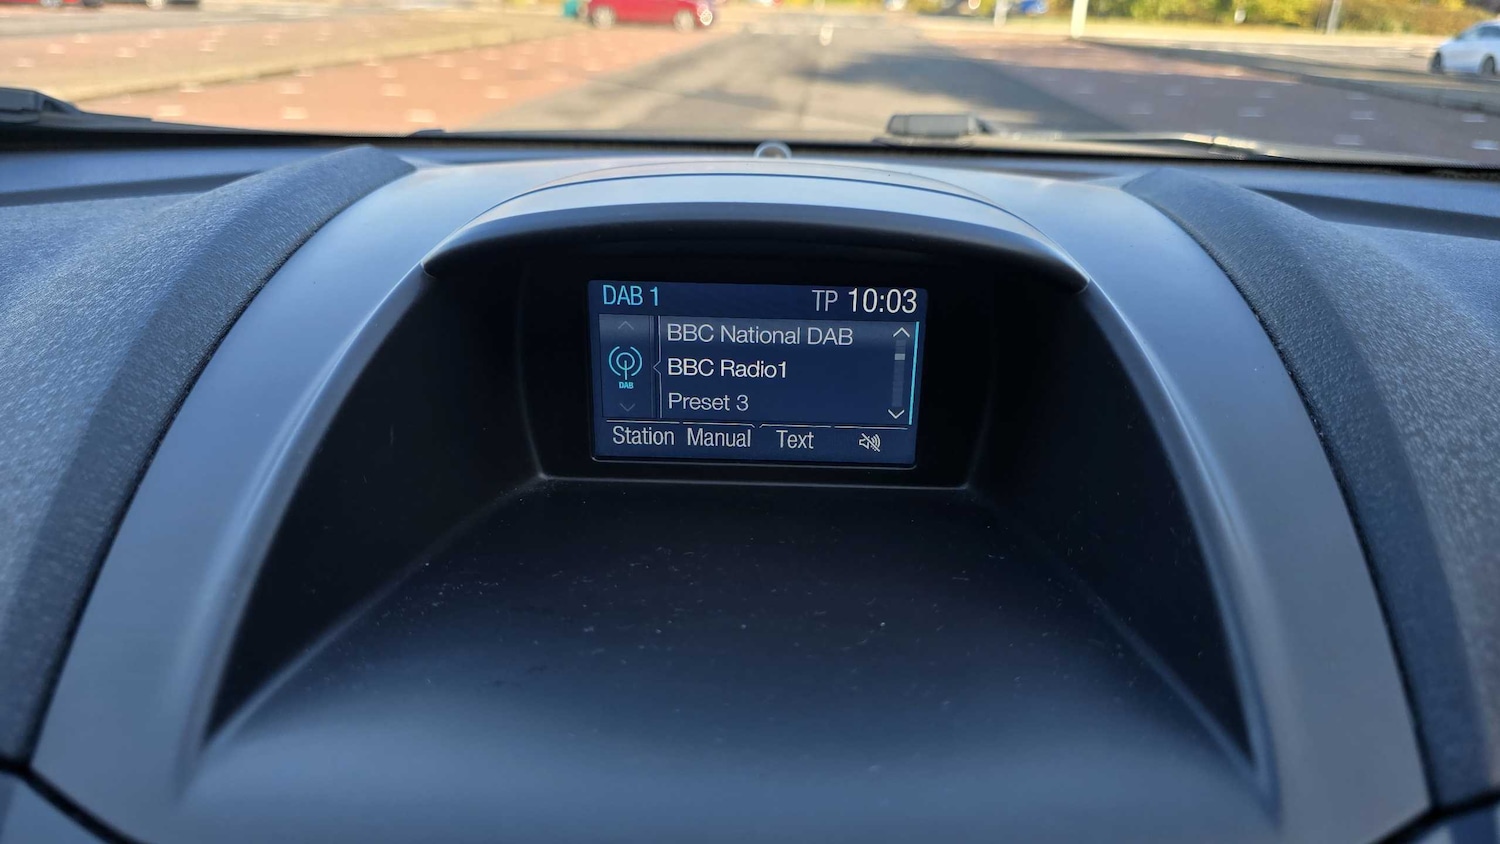 DAB 1 TP 10:03
BBC National DAB
BBC Radio1
DAB
Preset 3
Station Manual Text